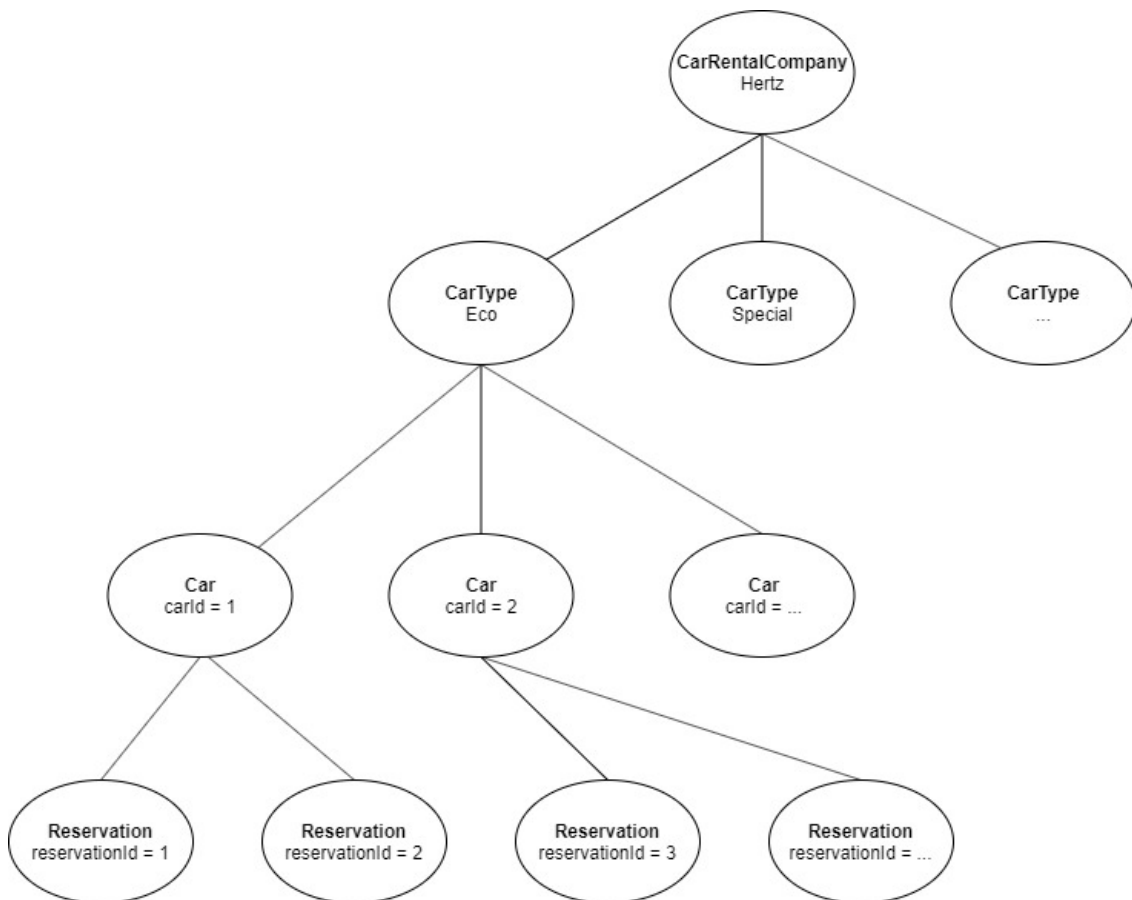 CarRentalCompany
Hertz
CarType
Eco
CarType
Special
CarType
...
Car
carId = 1
Car
carId = 2
Car
carId = ...
Reservation
reservationId = 1
Reservation
reservationId = 2
Reservation
reservationId = 3
Reservation
reservationId = ...